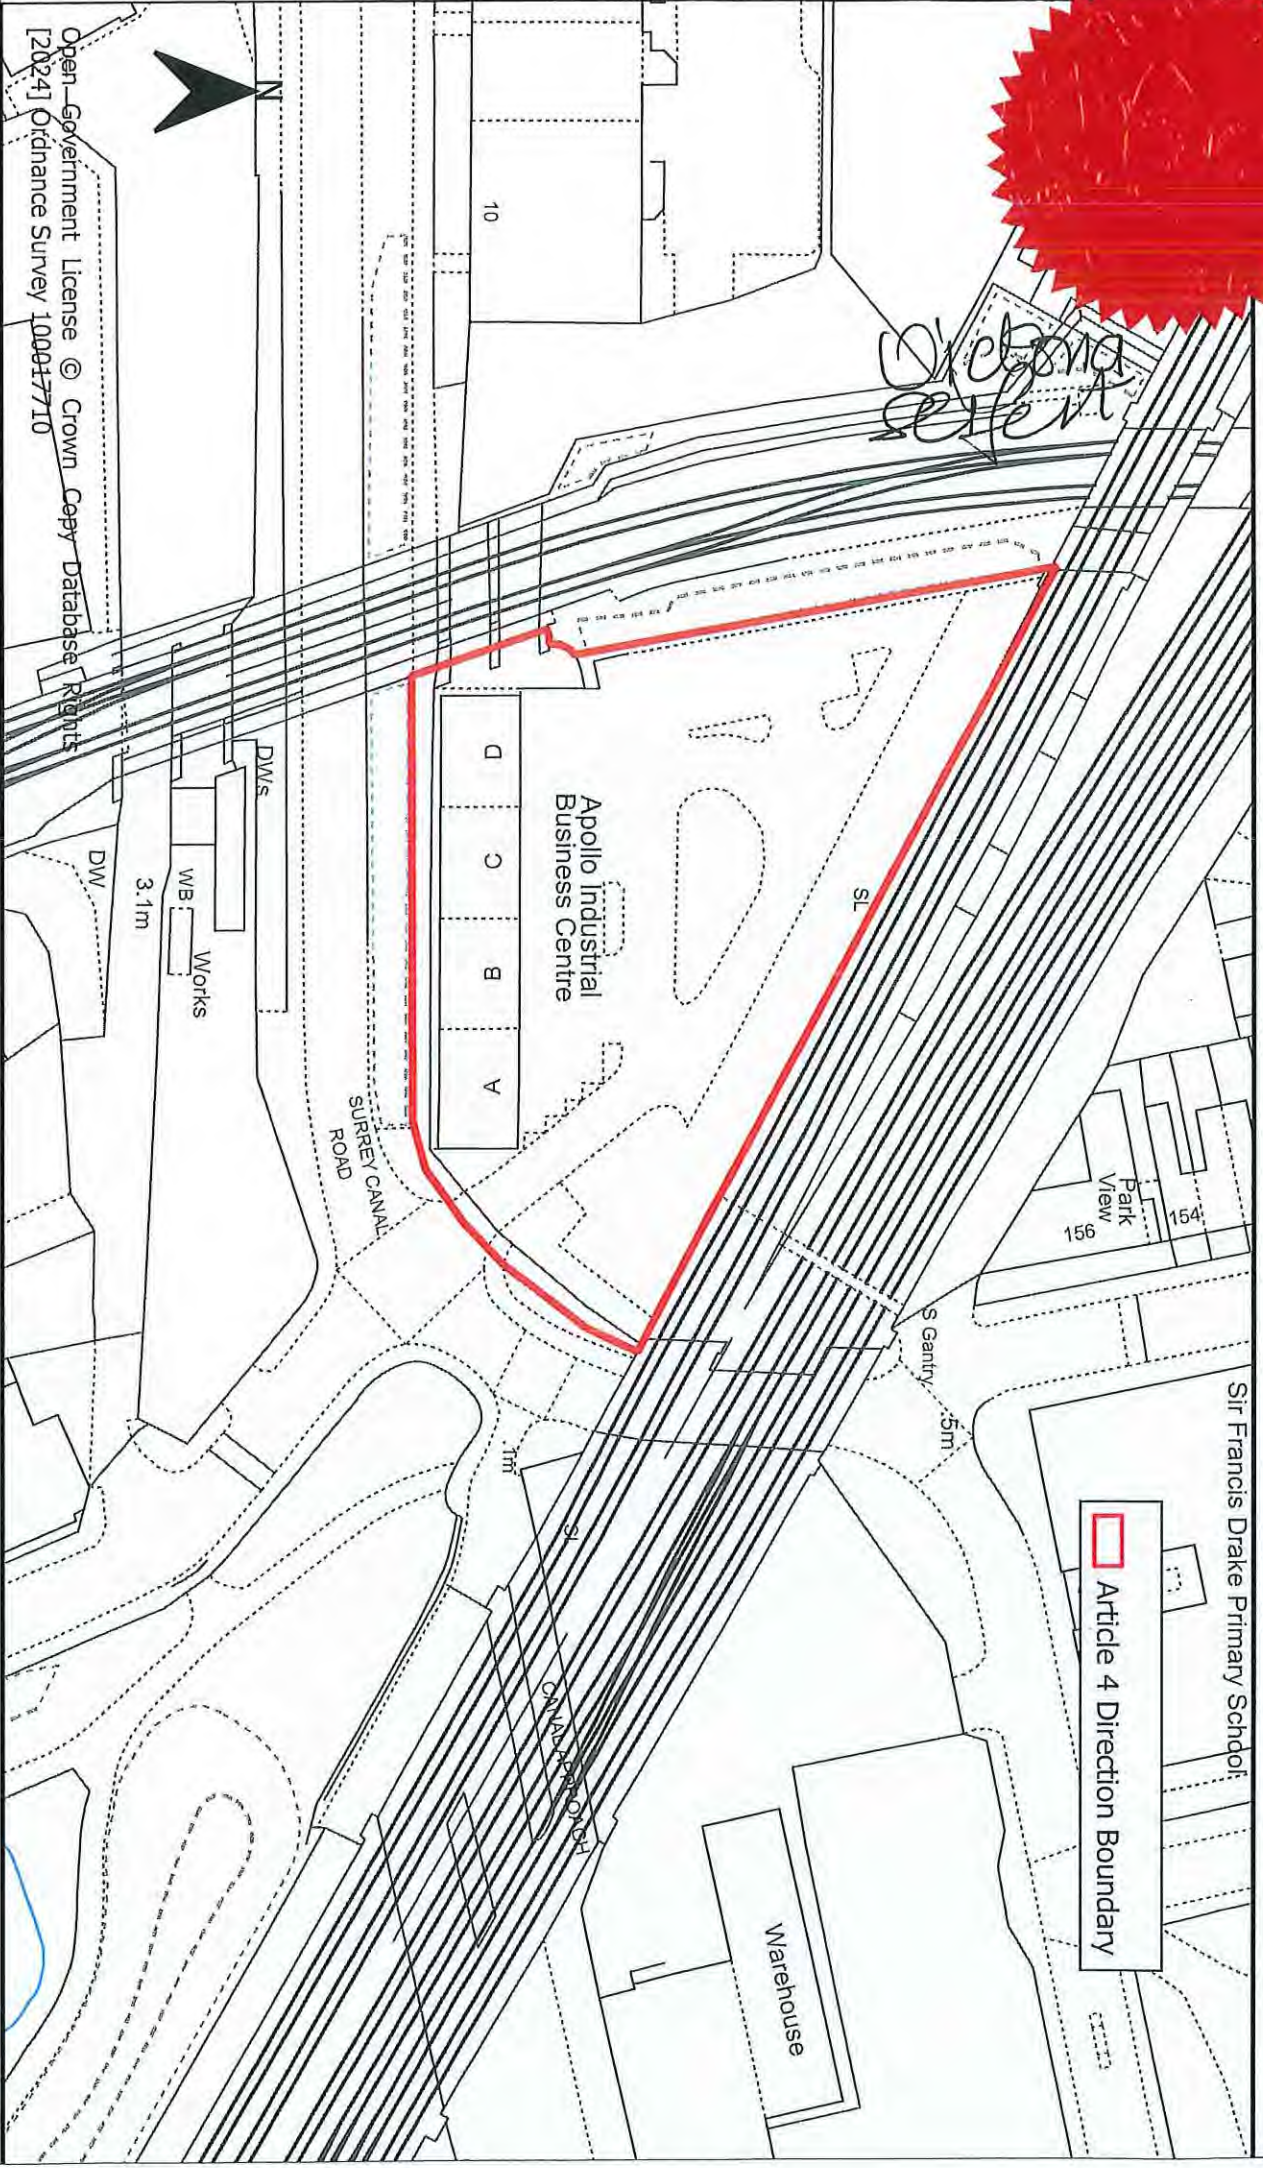 Sir Francis Drake Primary School
Article 4 Direction Boundary
154
Park
View
156
S Gantry
.5m
SL
10
Apollo Industrial
Business Centre
D
C
B
A
.1m
SL
CANAL APPROACH
Warehouse
SURREY CANAL
ROAD
DWs
Works
WB
3.1m
DW
N
Open Government License © Crown Copy Database Rights
[2024] Ordnance Survey 100017710